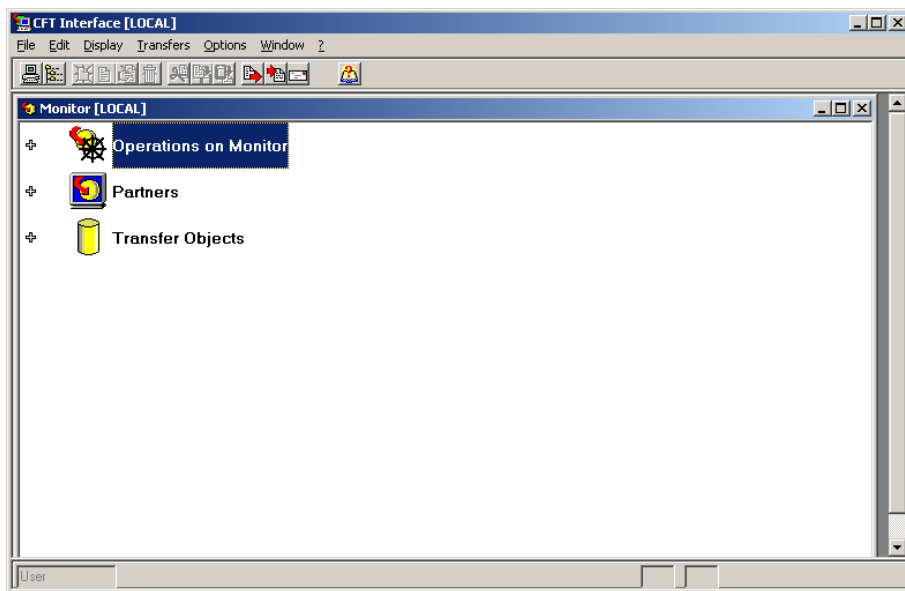 CFT Interface [LOCAL]
File Edit Display Transfers Options Window ?
Monitor [LOCAL]
Operations on Monitor
Partners
Transfer Objects
User